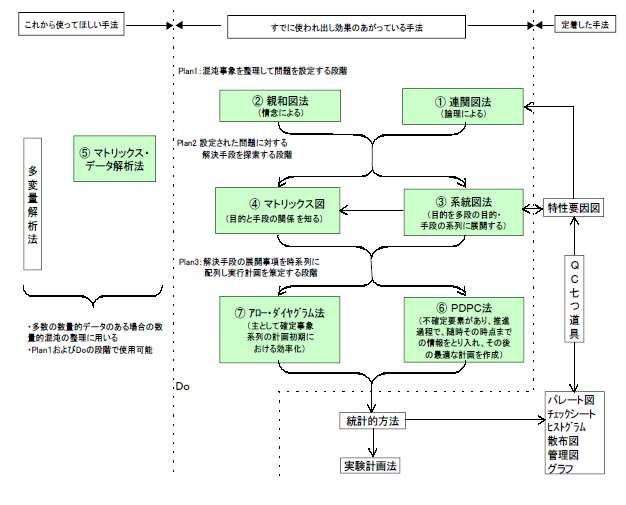 これから使ってほしい手法
すでに使われ出し効果のあがっている手法
定着した手法
Plan1:混沌事象を整理して問題を設定する段階
② 親和図法
(情念による)
① 連関図法
(論理による)
Plan2 設定された問題に対する
解決手段を探索する段階
⑤ マトリックス・
データ解析法
多変量解析法
④ マトリックス図
(目的と手段の関係を知る)
③ 系統図法
(目的を多段の目的・
手段の系列に展開する)
特性要因図
Plan3:解決手段の展開事項を時系列に
配列し実行計画を策定する段階
QC七つ道具
⑦ アロー・ダイヤグラム法
(主として確定事象
系列の計画初期に
おける効率化)
⑥ PDPC法
(不確定要素があり、推進
過程で、随時その時点まで
の情報をとり入れ、その後
の最適な計画を作成)
・多数の数量的データのある場合の数
量的混沌の整理に用いる
・Plan1およびDoの段階で使用可能
Do
統計的方法
実験計画法
パレート図
チェックシート
ヒストグラム
散布図
管理図
グラフ